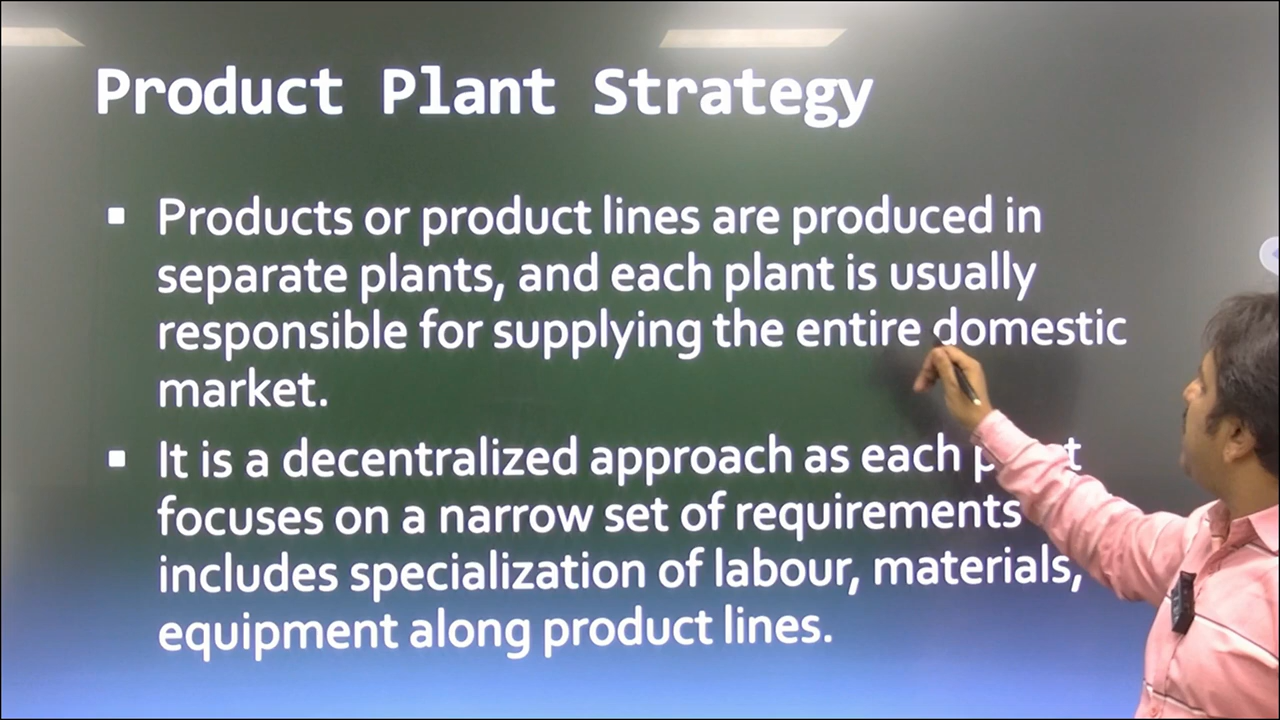 Product Plant Strategy
▪ Products or product lines are produced in
separate plants, and each plant is usually
responsible for supplying the entire domestic
market.
▪ It is a decentralized approach as each
focuses on a narrow set of requirements
includes specialization of labour, materials,
equipment along product lines.